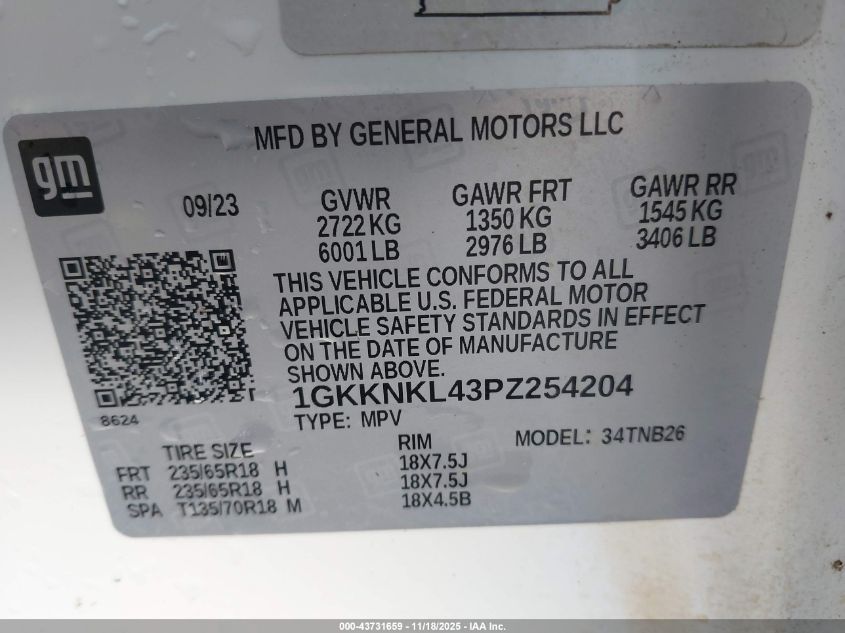 MFD BY GENERAL MOTORS LLC
gm
09/23
GVWR
2722 KG
6001 LB
GAWR FRT
1350 KG
2976 LB
GAWR RR
1545 KG
3406 LB
THIS VEHICLE CONFORMS TO ALL
APPLICABLE U.S. FEDERAL MOTOR
VEHICLE SAFETY STANDARDS IN EFFECT
ON THE DATE OF MANUFACTURE
SHOWN ABOVE.
1GKKNKL43PZ254204
8624
TYPE: MPV
MODEL: 34TNB26
TIRE SIZE RIM
FRT 235/65R18 H 18X7.5J
RR 235/65R18 H 18X7.5J
SPA T135/70R18 M 18X4.5B
000-43731659 - 11/18/2025 - IAA Inc.